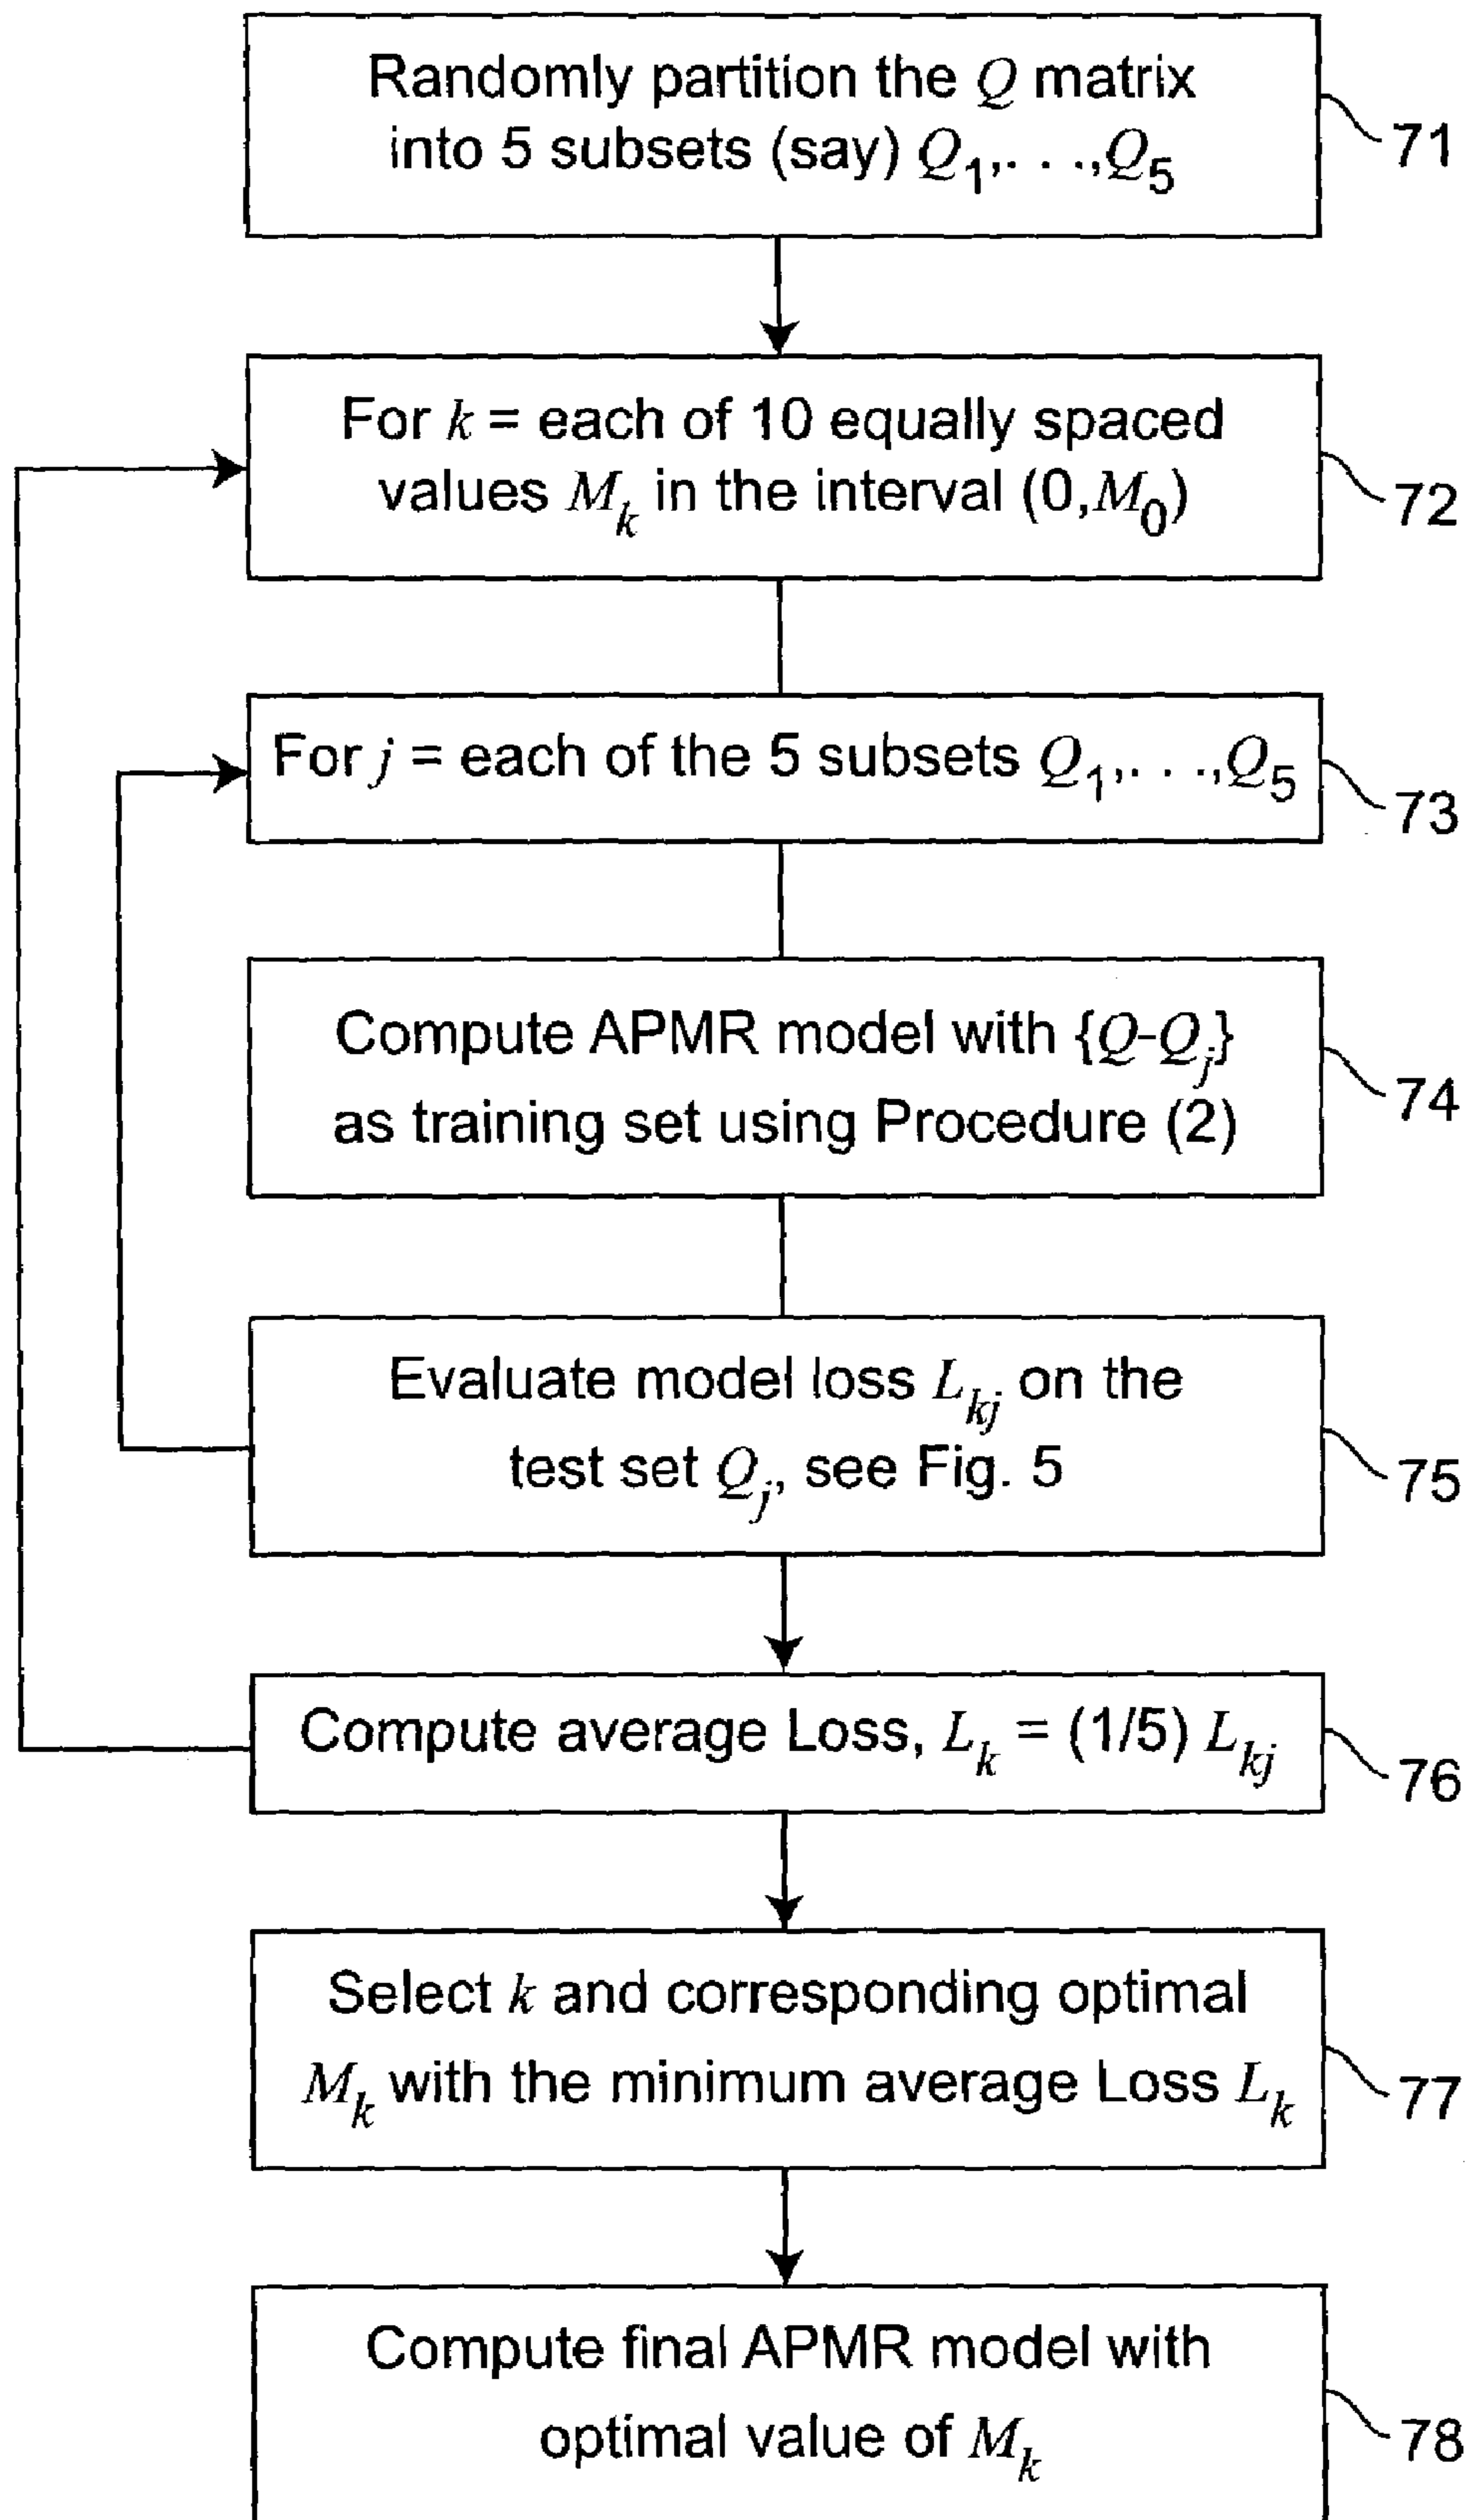 Randomly partition the Q matrix
into 5 subsets (say) Q1,. . .,Q5
71
For k = each of 10 equally spaced
values Mk in the interval (0,M0)
72
For j = each of the 5 subsets Q1,. . .,Q5
73
Compute APMR model with {Q-Qj}
as training set using Procedure (2)
74
Evaluate model loss Lkj on the
test set Qj, see Fig. 5
75
Compute average Loss, Lk = (1/5) Lkj
76
Select k and corresponding optimal
Mk with the minimum average Loss Lk
77
Compute final APMR model with
optimal value of Mk
78